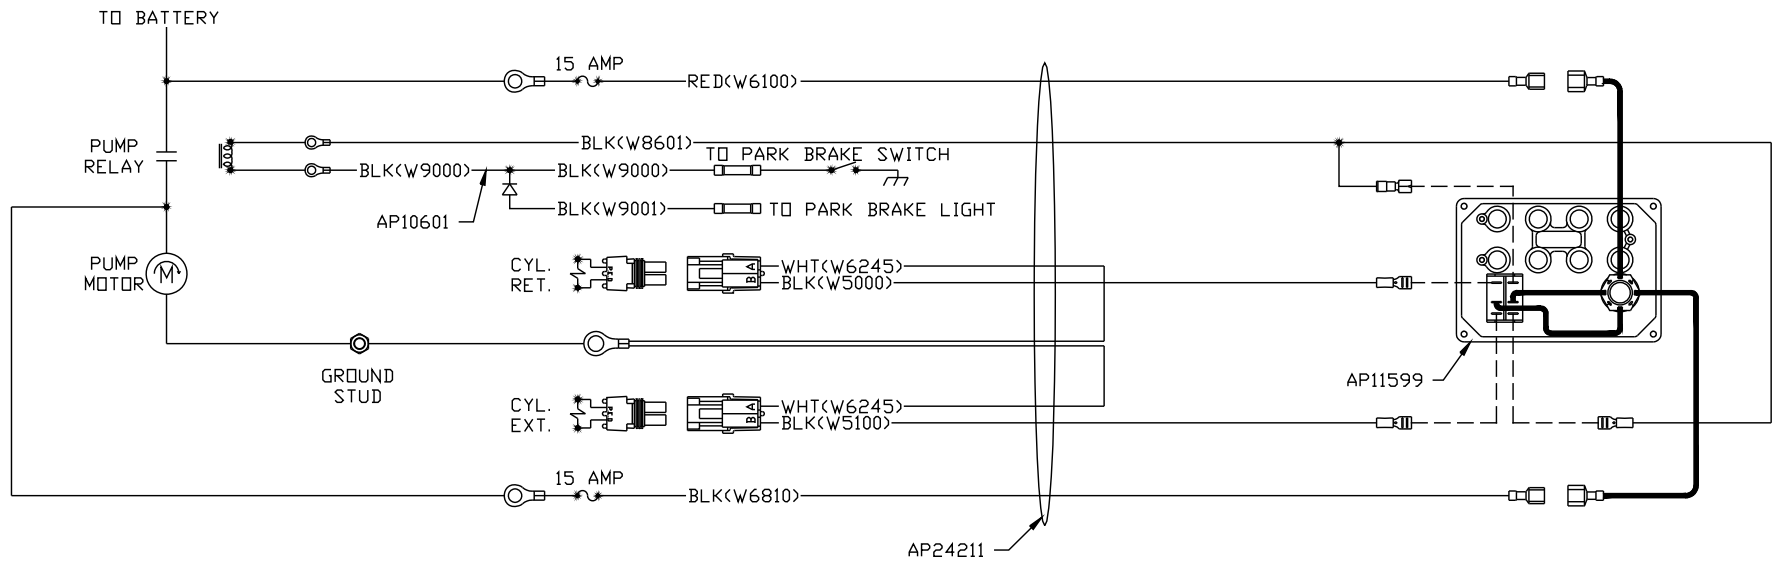 TO BATTERY
15 AMP
RED(W6100)
PUMP
RELAY
BLK(W8601)
TO PARK BRAKE SWITCH
BLK(W9000)
BLK(W9000)
BLK(W9001)
TO PARK BRAKE LIGHT
AP10601
PUMP
MOTOR
M
CYL.
RET.
A
B
WHT(W6245)
BLK(W5000)
GROUND
STUD
AP11599
CYL.
EXT.
A
B
WHT(W6245)
BLK(W5100)
15 AMP
BLK(W6810)
AP24211